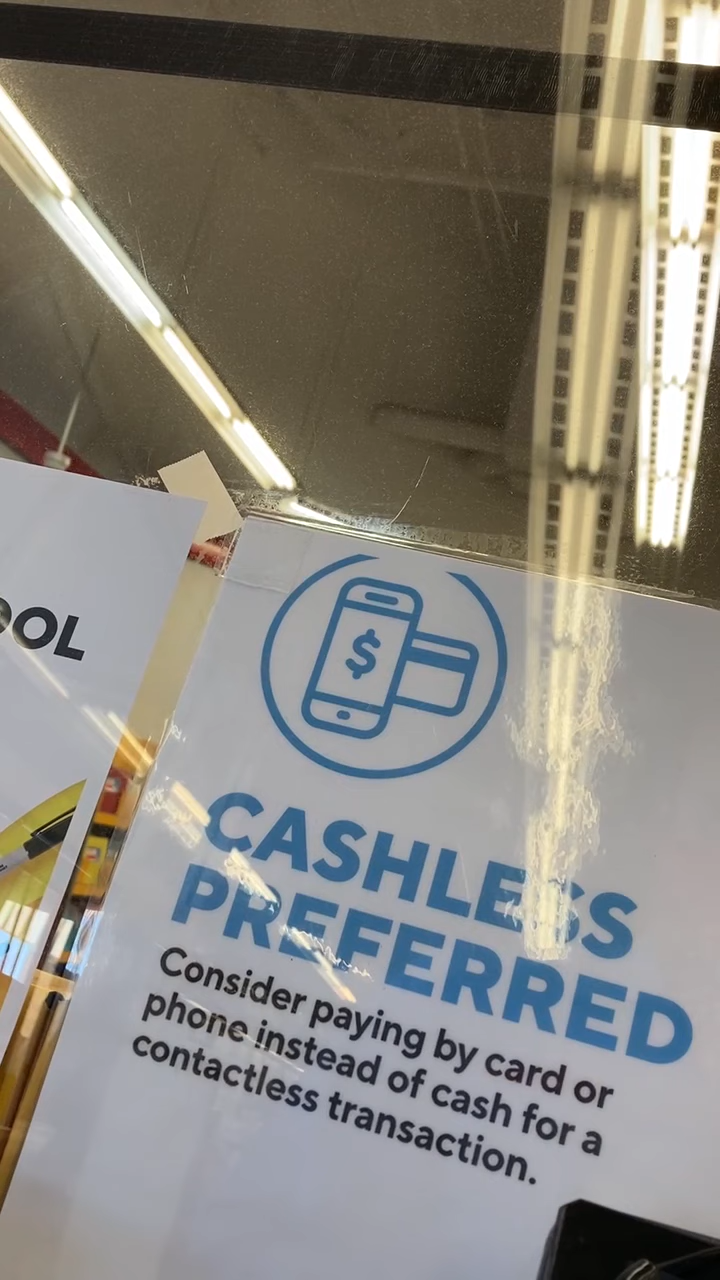 OOL
$
CASHLESS
PREFERRED
Consider paying by card or
phone instead of cash for a
contactless transaction.